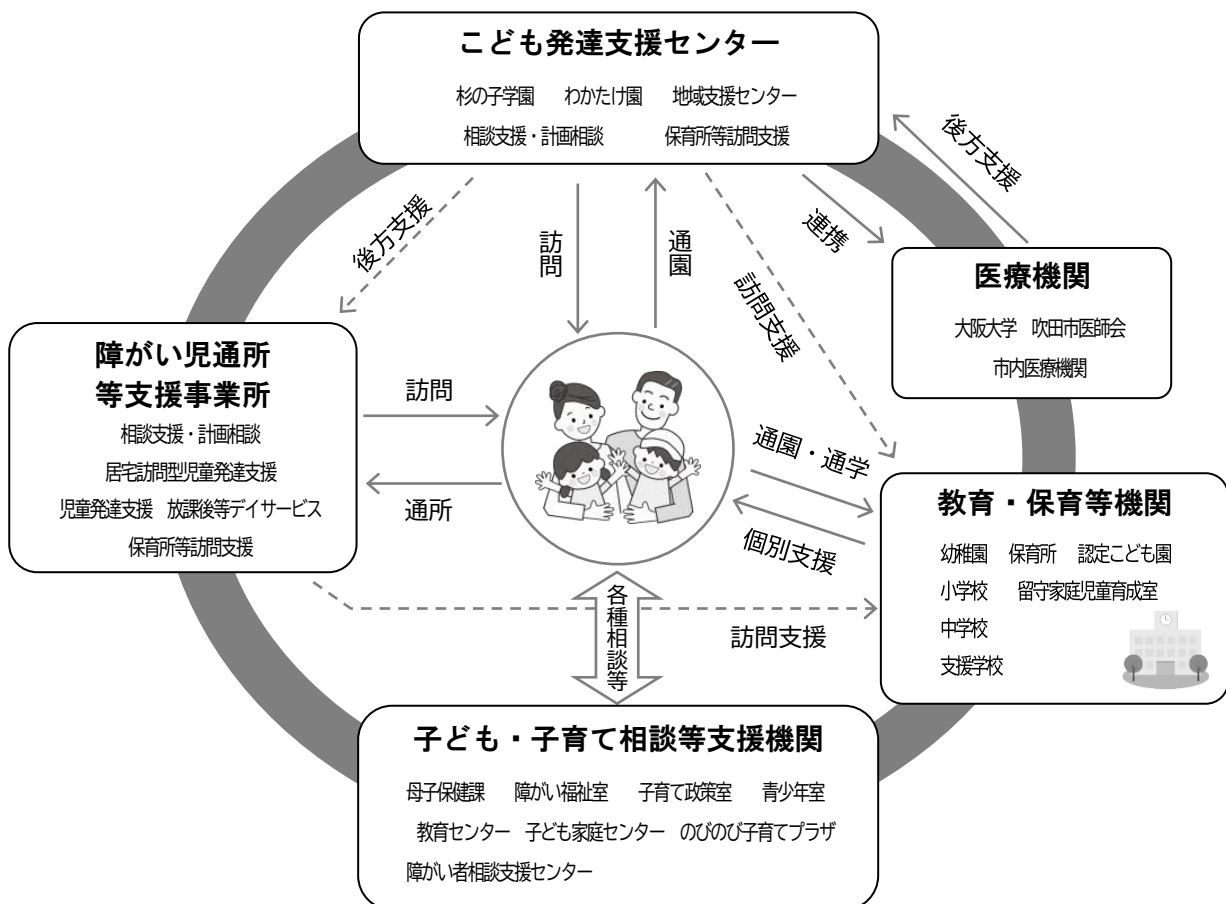 こども発達支援センター
杉の子学園 わかたけ園 地域支援センター
相談支援・計画相談 保育所等訪問支援
後方支援
訪問
通園
訪問支援
連携
後方支援
医療機関
大阪大学 吹田市医師会
市内医療機関
障がい児通所
等支援事業所
相談支援・計画相談
居宅訪問型児童発達支援
児童発達支援 放課後等デイサービス
保育所等訪問支援
訪問
通所
通園・通学
個別支援
教育・保育等機関
幼稚園 保育所 認定こども園
小学校 留守家庭児童育成室
中学校
支援学校
各種相談等
訪問支援
子ども・子育て相談等支援機関
母子保健課 障がい福祉室 子育て政策室 青少年室
教育センター 子ども家庭センター のびのび子育てプラザ
障がい者相談支援センター